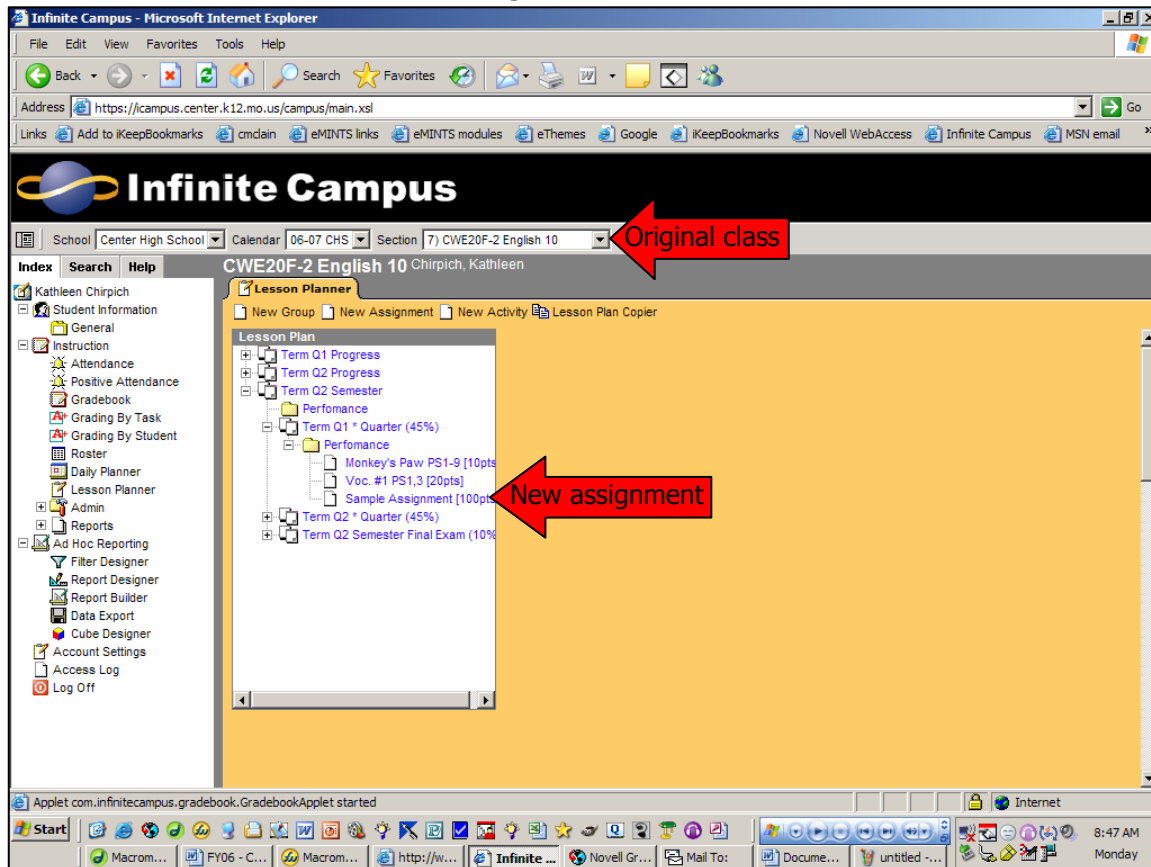 Infinite Campus - Microsoft Internet Explorer
File Edit View Favorites Tools Help
Back Search Favorites
Address https://icampus.center.k12.mo.us/campus/main.xsl Go
Links Add to iKeepBookmarks cmclain eMINTS links eMINTS modules eThemes Google iKeepBookmarks Novell WebAccess Infinite Campus MSN email »
Infinite Campus
School Center High School Calendar 06-07 CHS Section 7) CWE20F-2 English 10 Original class
Index Search Help
CWE20F-2 English 10 Chirpich, Kathleen
Kathleen Chirpich
Student Information
General
Instruction
Attendance
Positive Attendance
Gradebook
Grading By Task
Grading By Student
Roster
Daily Planner
Lesson Planner
Admin
Reports
Ad Hoc Reporting
Filter Designer
Report Designer
Report Builder
Data Export
Cube Designer
Account Settings
Access Log
Log Off
Lesson Planner
New Group New Assignment New Activity Lesson Plan Copier
Lesson Plan
Term Q1 Progress
Term Q2 Progress
Term Q2 Semester
Perfomance
Term Q1 * Quarter (45%)
Perfomance
Monkey's Paw PS1-9 [10pts
Voc. #1 PS1,3 [20pts]
Sample Assignment [100pts New assignment
Term Q2 * Quarter (45%)
Term Q2 Semester Final Exam (10%
Applet com.infinitecampus.gradebook.GradebookApplet started Internet
Start 8:47 AM
Macrom... FY06 - C... Macrom... http://w... Infinite ... Novell Gr... Mail To: Docume... untitled -... Monday